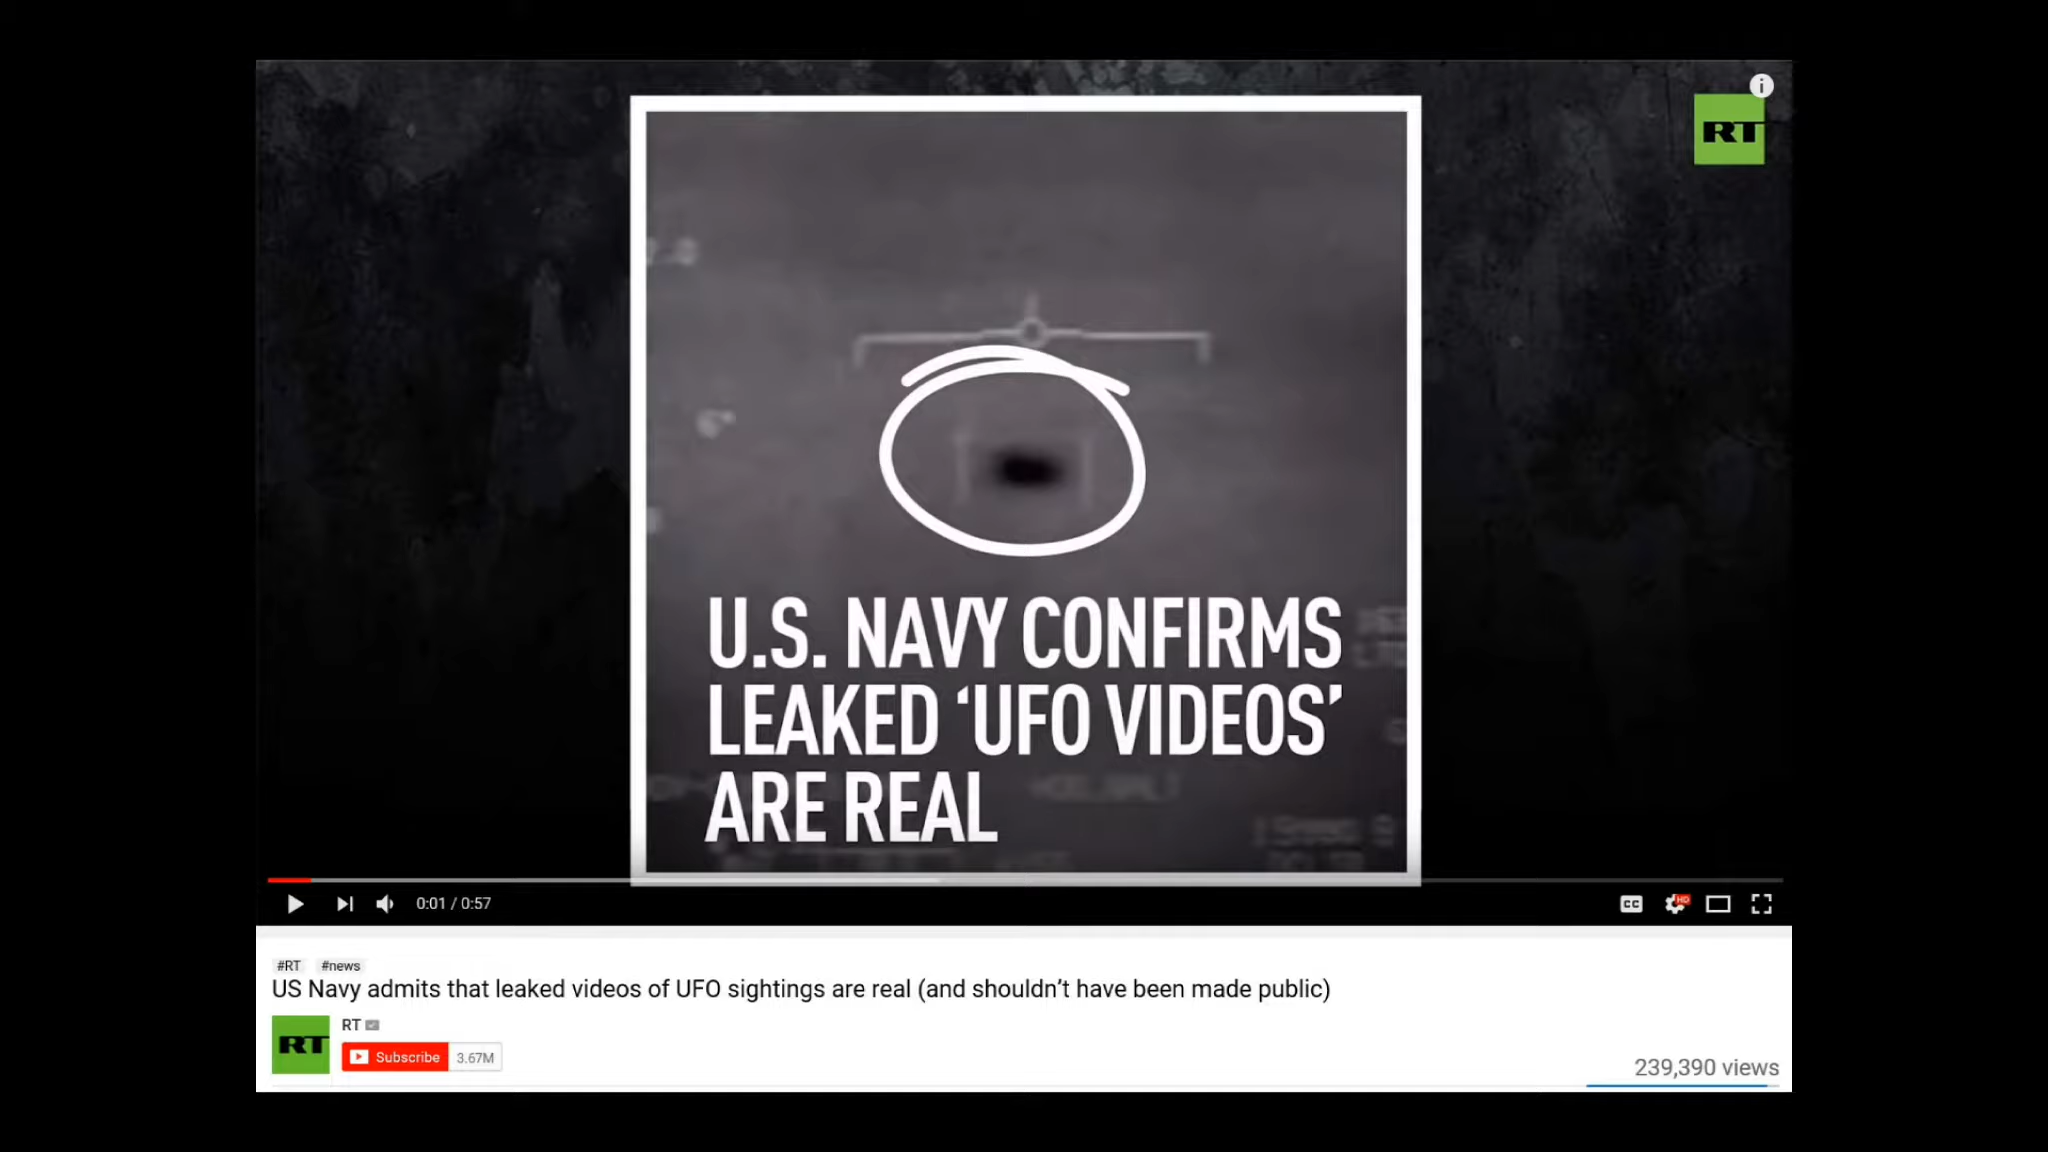 RT
U.S. NAVY CONFIRMS
LEAKED ‘UFO VIDEOS’
ARE REAL
0:01 / 0:57
CC
HD
#RT #news
US Navy admits that leaked videos of UFO sightings are real (and shouldn’t have been made public)
RT
RT
Subscribe 3.67M
239,390 views